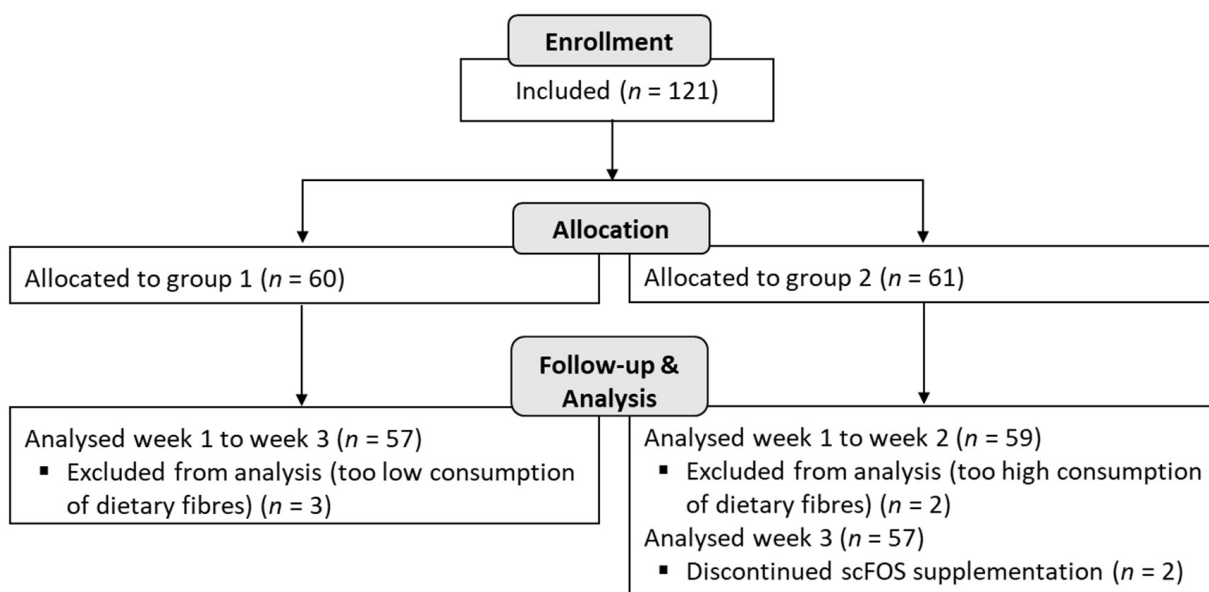 Enrollment
Included (n = 121)
Allocation
Allocated to group 1 (n = 60)
Allocated to group 2 (n = 61)
Follow-up &
Analysis
Analysed week 1 to week 3 (n = 57)
▪ Excluded from analysis (too low consumption
of dietary fibres) (n = 3)
Analysed week 1 to week 2 (n = 59)
▪ Excluded from analysis (too high consumption
of dietary fibres) (n = 2)
Analysed week 3 (n = 57)
▪ Discontinued scFOS supplementation (n = 2)